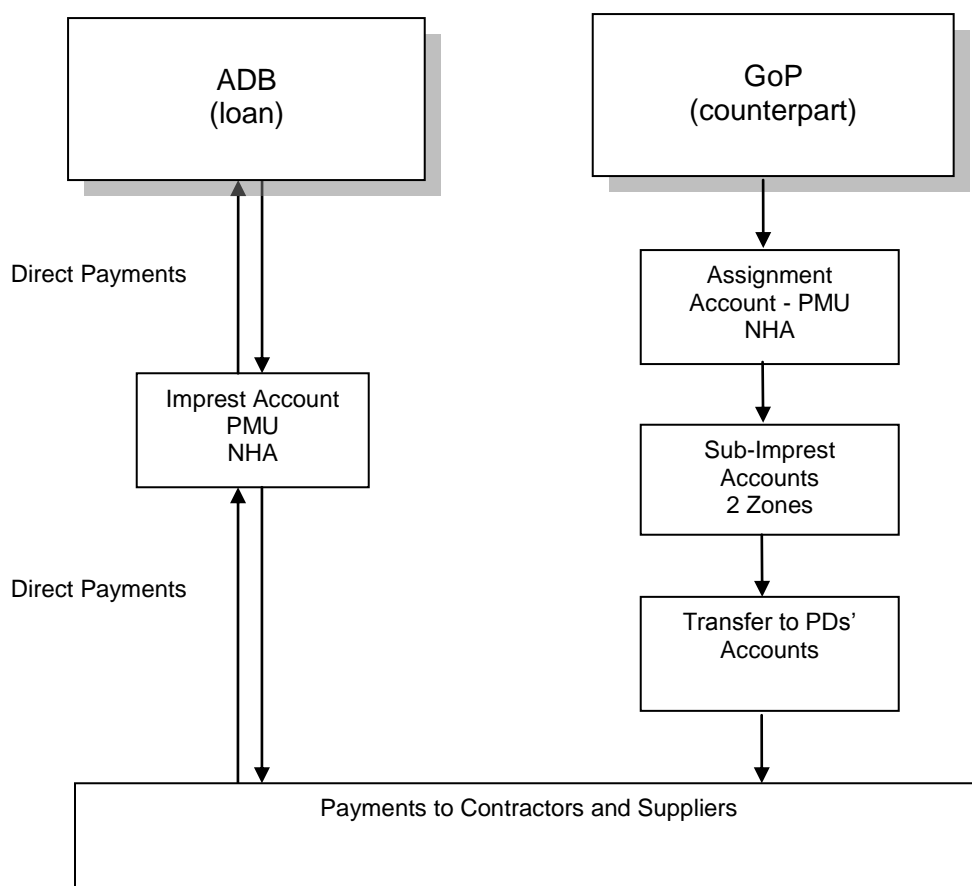 ADB
(loan)
GoP
(counterpart)
Direct Payments
Assignment
Account - PMU
NHA
Imprest Account
PMU
NHA
Sub-Imprest
Accounts
2 Zones
Direct Payments
Transfer to PDs’
Accounts
Payments to Contractors and Suppliers